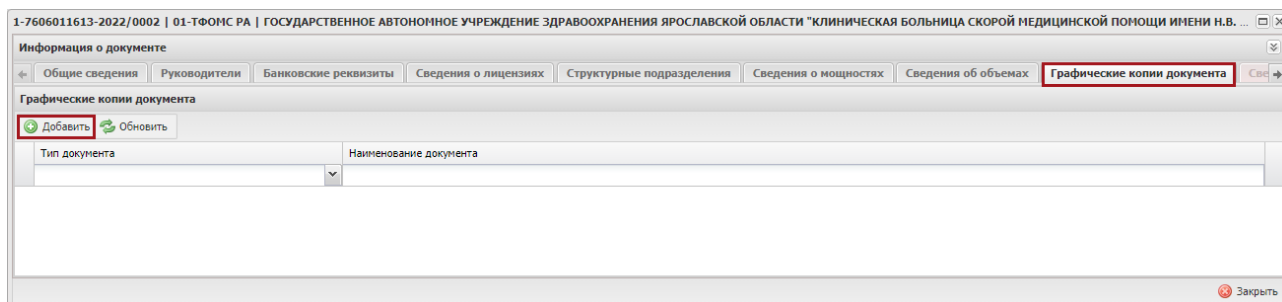 1-7606011613-2022/0002 | 01-ТФОМС РА | ГОСУДАРСТВЕННОЕ АВТОНОМНОЕ УЧРЕЖДЕНИЕ ЗДРАВООХРАНЕНИЯ ЯРОСЛАВСКОЙ ОБЛАСТИ "КЛИНИЧЕСКАЯ БОЛЬНИЦА СКОРОЙ МЕДИЦИНСКОЙ ПОМОЩИ ИМЕНИ Н.В. ...
Информация о документе
Общие сведения Руководители Банковские реквизиты Сведения о лицензиях Структурные подразделения Сведения о мощностях Сведения об объемах Графические копии документа Све
Графические копии документа
Добавить Обновить
Тип документа Наименование документа
Закрыть